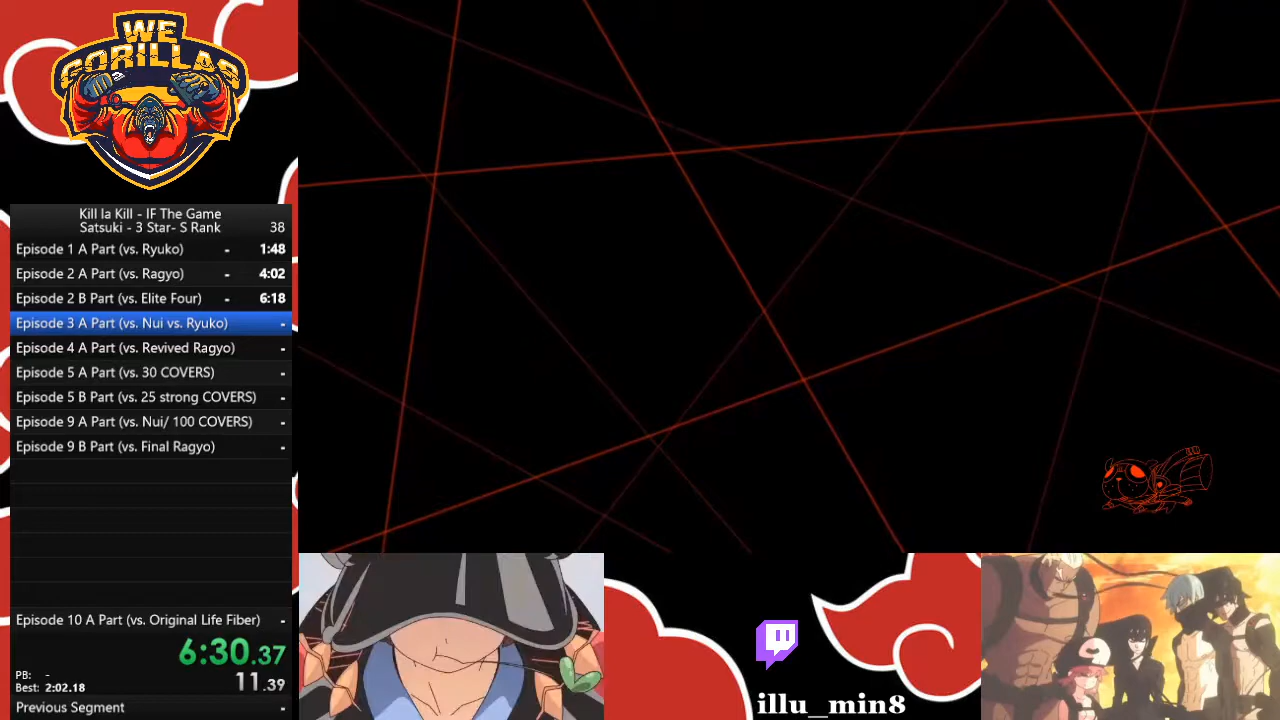 WE
GORILLAS
Kill la Kill - IF The Game
Satsuki - 3 Star- S Rank 38
Episode 1 A Part (vs. Ryuko) - 1:48
Episode 2 A Part (vs. Ragyo) - 4:02
Episode 2 B Part (vs. Elite Four) - 6:18
Episode 3 A Part (vs. Nui vs. Ryuko) -
Episode 4 A Part (vs. Revived Ragyo) -
Episode 5 A Part (vs. 30 COVERS) -
Episode 5 B Part (vs. 25 strong COVERS) -
Episode 9 A Part (vs. Nui/ 100 COVERS) -
Episode 9 B Part (vs. Final Ragyo) -
Episode 10 A Part (vs. Original Life Fiber) -
6:30.37
PB: -
Best: 2:02.18
11.39
Previous Segment -
illu_min8